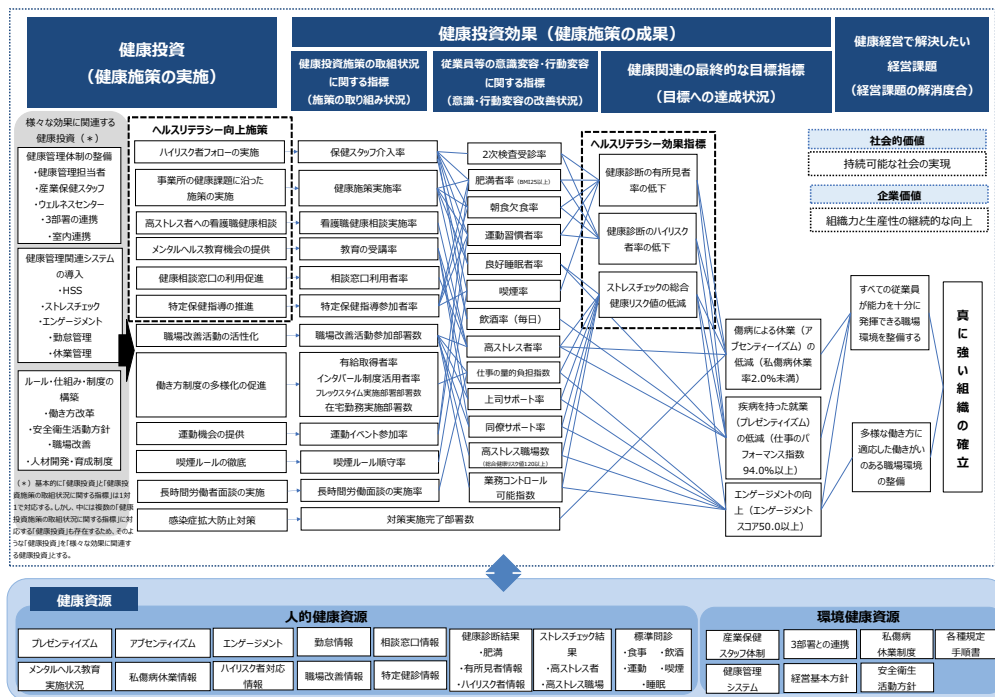 健康投資
(健康施策の実施)
健康投資効果(健康施策の成果)
健康投資施策の取組状況
に関する指標
(施策の取り組み状況)
従業員等の意識変容・行動変容
に関する指標
(意識・行動変容の改善状況)
健康関連の最終的な目標指標
(目標への達成状況)
健康経営で解決したい
経営課題
(経営課題の解消度合)
様々な効果に関連する
健康投資(*)
健康管理体制の整備
・健康管理担当者
・産業保健スタッフ
・ウェルネスセンター
・3部署の連携
・室内連携
健康管理関連システム
の導入
・HSS
・ストレスチェック
・エンゲージメント
・勤怠管理
・休業管理
ルール・仕組み・制度の
構築
・働き方改革
・安全衛生活動方針
・職場改善
・人材開発・育成制度
(*)基本的に「健康投資」と「健康投
資施策の取組状況に関する指標」は1対
1で対応する。しかし、中には複数の「健康
投資施策の取組状況に関する指標」に対
応する「健康投資」も存在するため、そのよ
うな「健康投資」を「様々な効果に関連す
る健康投資」とする。
ヘルスリテラシー向上施策
ハイリスク者フォローの実施
事業所の健康課題に沿った
施策の実施
高ストレス者への看護職健康相談
メンタルヘルス教育機会の提供
健康相談窓口の利用促進
特定保健指導の推進
職場改善活動の活性化
働き方制度の多様化の促進
運動機会の提供
喫煙ルールの徹底
長時間労働者面談の実施
感染症拡大防止対策
保健スタッフ介入率
健康施策実施率
看護職健康相談実施率
教育の受講率
相談窓口利用者率
特定保健指導参加者率
職場改善活動参加部署数
有給取得者率
インタバール制度活用者率
フレックスタイム実施部署部署数
在宅勤務実施部署数
運動イベント参加率
喫煙ルール順守率
長時間労働面談の実施率
対策実施完了部署数
2次検査受診率
肥満者率(BMI25以上)
朝食欠食率
運動習慣者率
良好睡眠者率
喫煙率
飲酒率(毎日)
高ストレス者率
仕事の量的負担指数
上司サポート率
同僚サポート率
高ストレス職場数
(総合健康リスク値120以上)
業務コントロール
可能指数
ヘルスリテラシー効果指標
健康診断の有所見者
率の低下
健康診断のハイリスク
者率の低下
ストレスチェックの総合
健康リスク値の低減
傷病による休業(ア
ブセンティーイズム)の
低減(私傷病休業
率2.0%未満)
疾病を持った就業
(プレゼンティイズム)
の低減(仕事のパ
フォーマンス指数
94.0%以上)
エンゲージメントの向
上(エンゲージメント
スコア50.0以上)
社会的価値
持続可能な社会の実現
企業価値
組織力と生産性の継続的な向上
すべての従業員
が能力を十分に
発揮できる職場
環境を整備する
多様な働き方に
適応した働きがい
のある職場環境
の整備
真に強い組織の確立
健康資源
人的健康資源
プレゼンティイズム
アブセンティイズム
エンゲージメント
勤怠情報
相談窓口情報
メンタルヘルス教育
実施状況
私傷病休業情報
ハイリスク者対応
情報
職場改善情報
特定健診情報
健康診断結果
・肥満
・有所見者情報
・ハイリスク者情報
ストレスチェック結
果
・高ストレス者
・高ストレス職場
標準問診
・食事 ・飲酒
・運動 ・喫煙
・睡眠
環境健康資源
産業保健
スタッフ体制
3部署との連携
私傷病
休業制度
各種規定
手順書
健康管理
システム
経営基本方針
安全衛生
活動方針